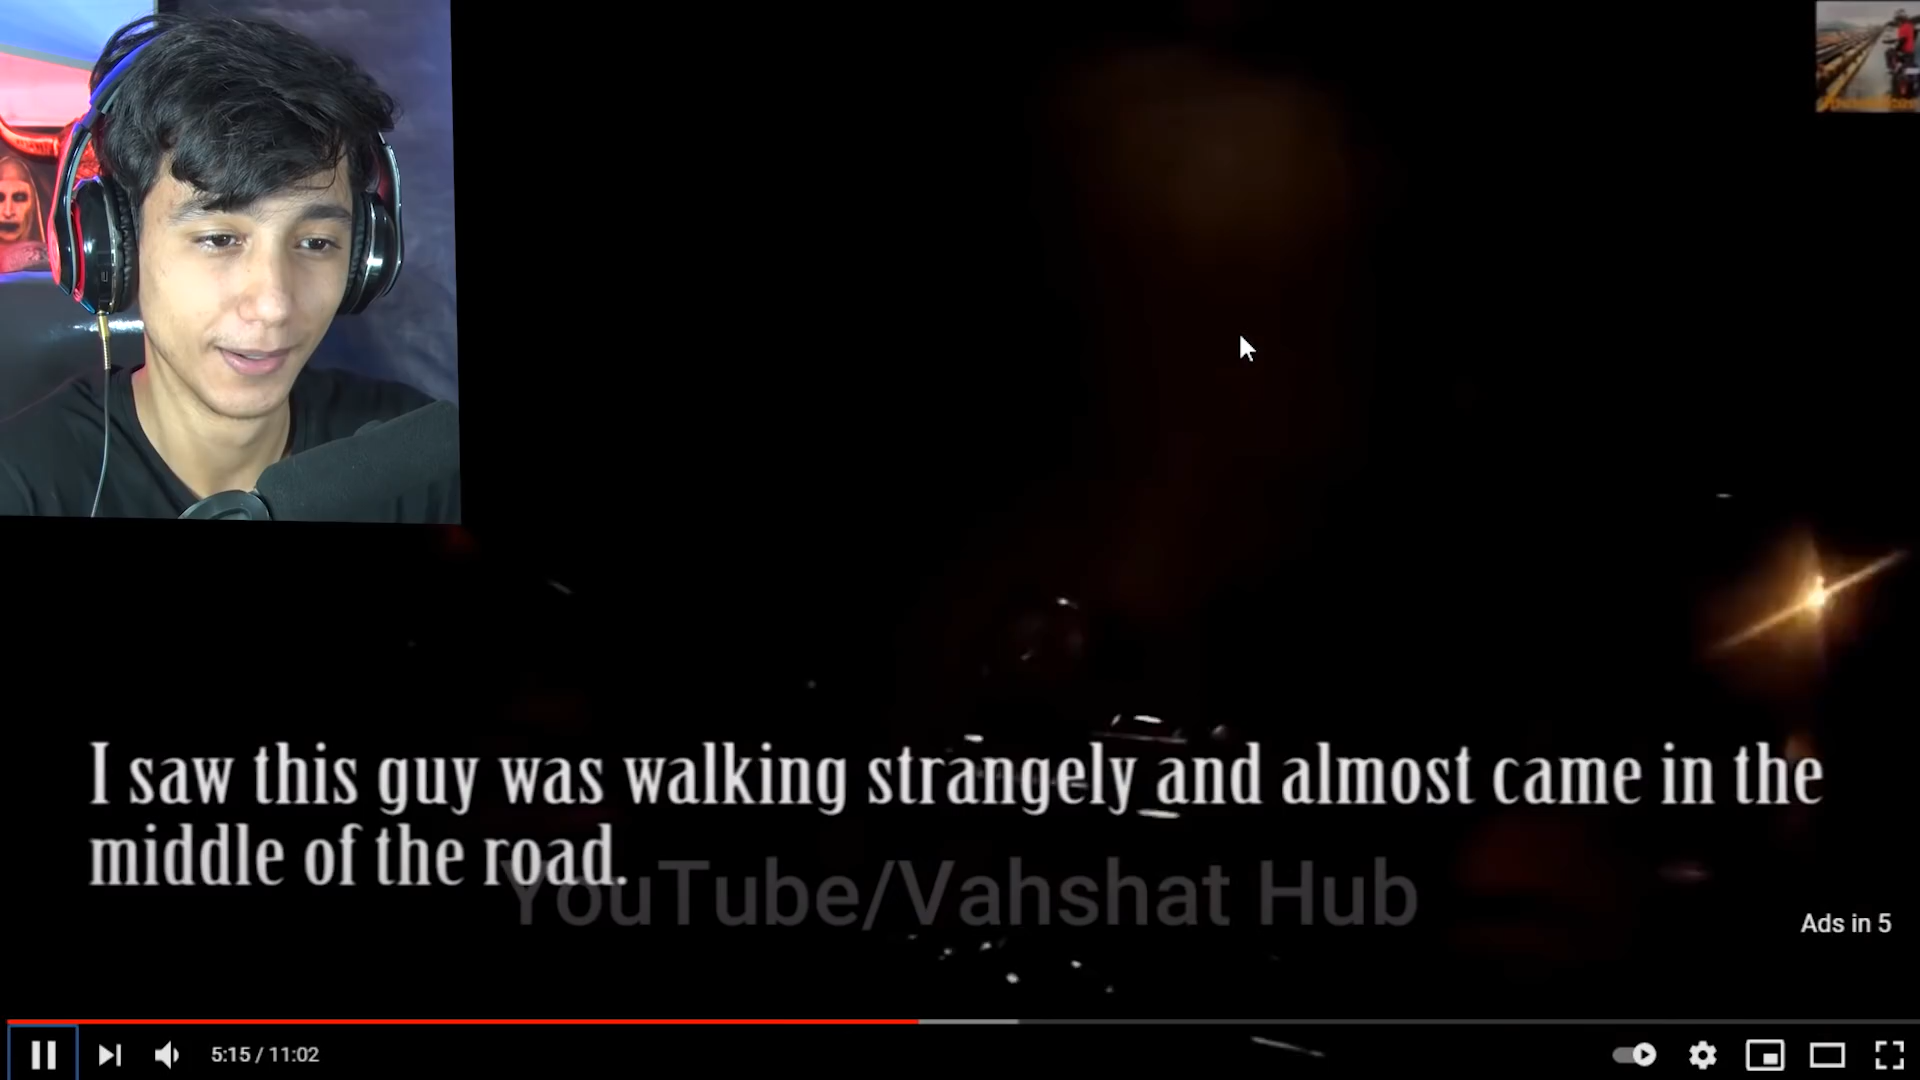 I saw this guy was walking strangely and almost came in the
middle of the road.
YouTube/Vahshat Hub
Ads in 5
5:15 / 11:02